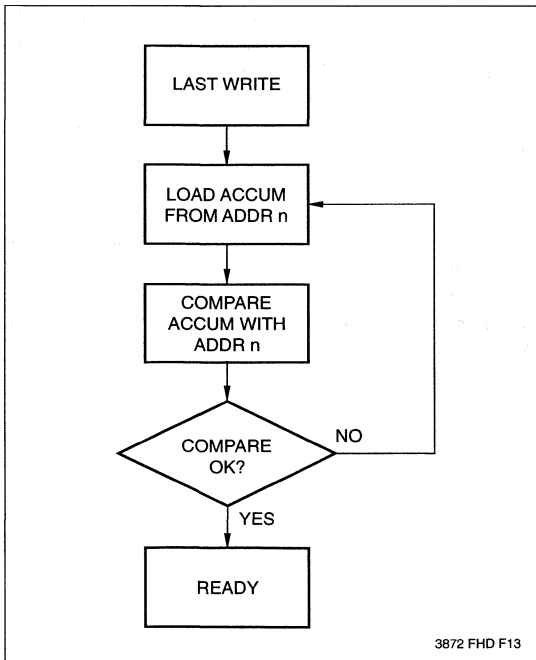 LAST WRITE
LOAD ACCUM
FROM ADDR n
COMPARE
ACCUM WITH
ADDR n
COMPARE
OK?
NO
YES
READY
3872 FHD F13